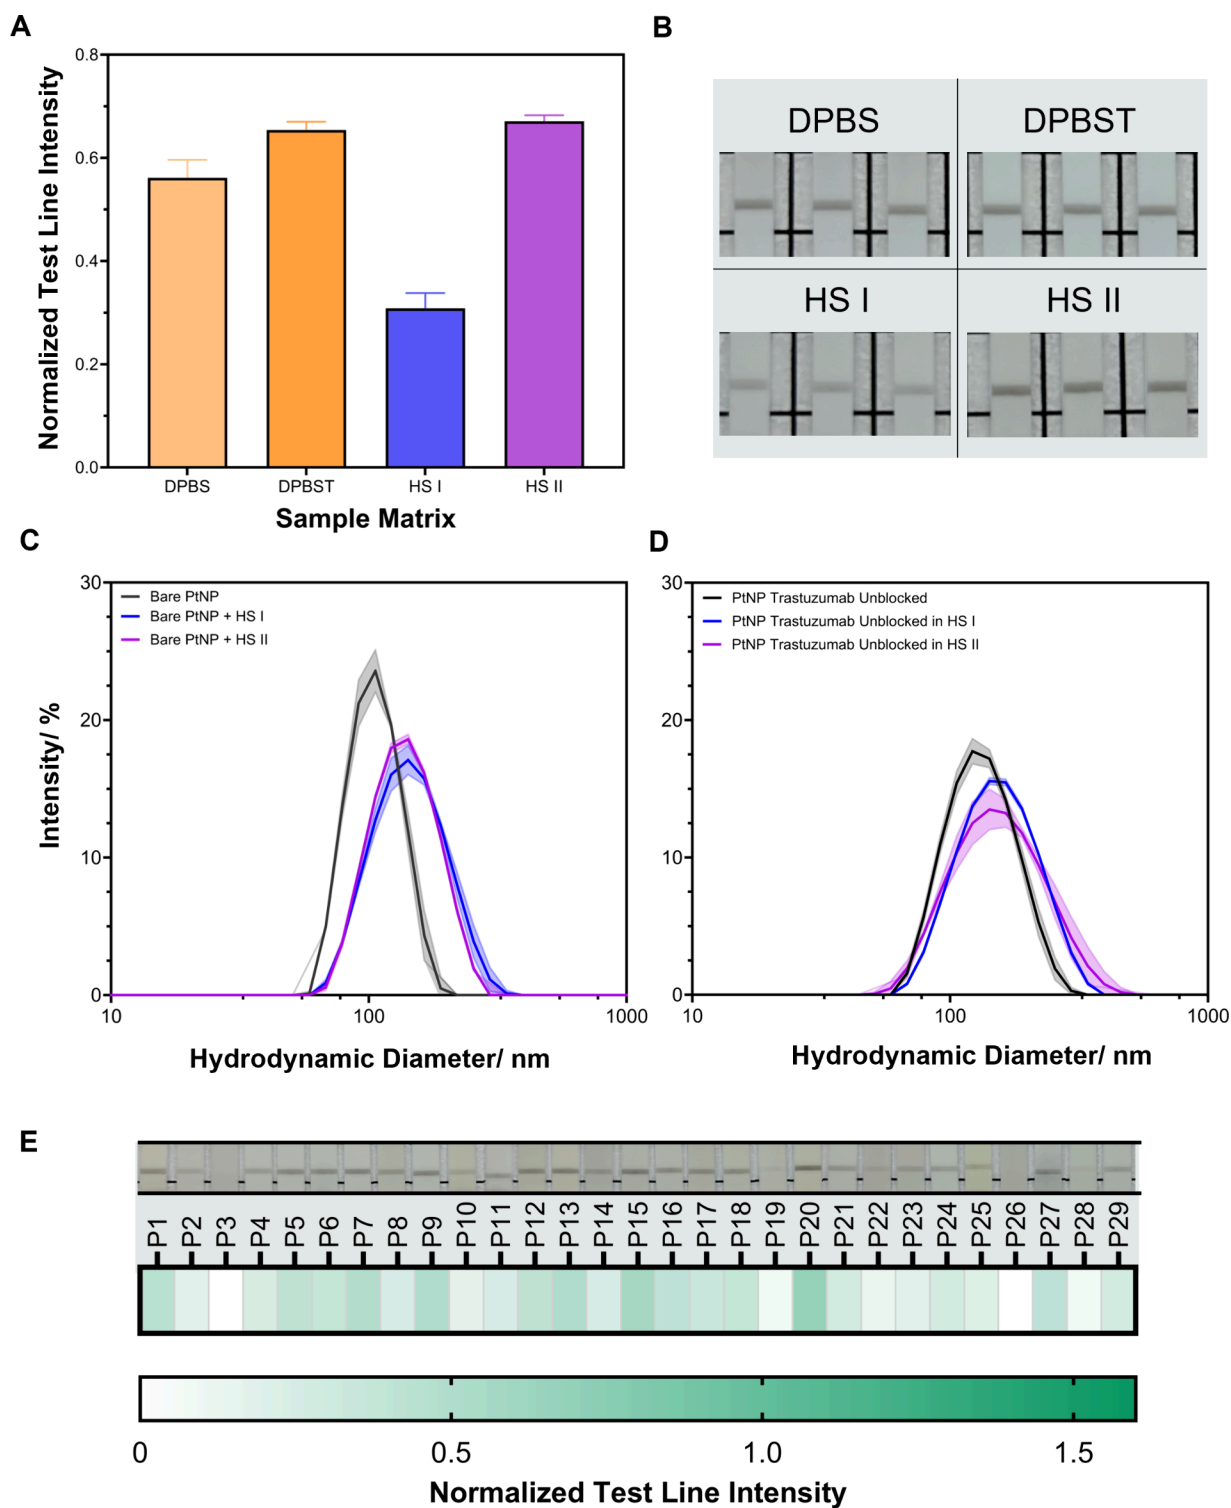 A
0.8
0.6
0.4
0.2
0.0
Normalized Test Line Intensity
DPBS
DPBST
HS I
HS II
Sample Matrix
B
DPBS
DPBST
HS I
HS II
C
30
20
10
0
Intensity/ %
Bare PtNP
Bare PtNP + HS I
Bare PtNP + HS II
10
100
1000
Hydrodynamic Diameter/ nm
D
30
20
10
0
PtNP Trastuzumab Unblocked
PtNP Trastuzumab Unblocked in HS I
PtNP Trastuzumab Unblocked in HS II
10
100
1000
Hydrodynamic Diameter/ nm
E
P1
P2
P3
P4
P5
P6
P7
P8
P9
P10
P11
P12
P13
P14
P15
P16
P17
P18
P19
P20
P21
P22
P23
P24
P25
P26
P27
P28
P29
0
0.5
1.0
1.5
Normalized Test Line Intensity